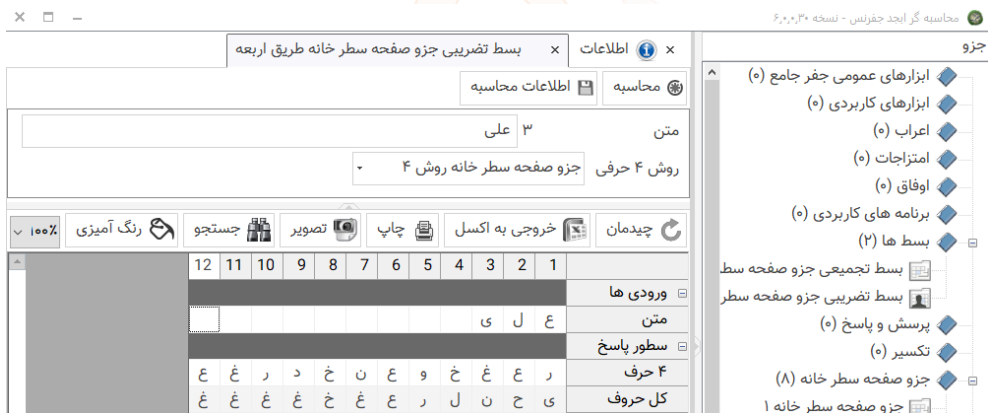 محاسبه گر ابجد جفرنس - نسخه ۶,۰,۰,۳۰
جزو
ابزارهای عمومی جفر جامع (۰)
ابزارهای کاربردی (۰)
اعراب (۰)
امتزاجات (۰)
اوفاق (۰)
برنامه های کاربردی (۰)
بسط ها (۲)
بسط تجمیعی جزو صفحه سط
بسط تضریبی جزو صفحه سطر
پرسش و پاسخ (۰)
تکسیر (۰)
جزو صفحه سطر خانه (۸)
جزو صفحه سطر خانه ۱
اطلاعات
بسط تضریبی جزو صفحه سطر خانه طریق اربعه
محاسبه
اطلاعات محاسبه
متن ۳ علی
روش ۴ حرفی جزو صفحه سطر خانه روش ۴
چیدمان خروجی به اکسل چاپ تصویر جستجو رنگ آمیزی ۱۰۰٪
1 2 3 4 5 6 7 8 9 10 11 12
ورودی ها
متن ع ل ی
سطور پاسخ
۴ حرف ر ع غ خ و ع ن خ د ر غ ع
کل حروف ی ح ن ل ر ع غ خ غ غ غ غ